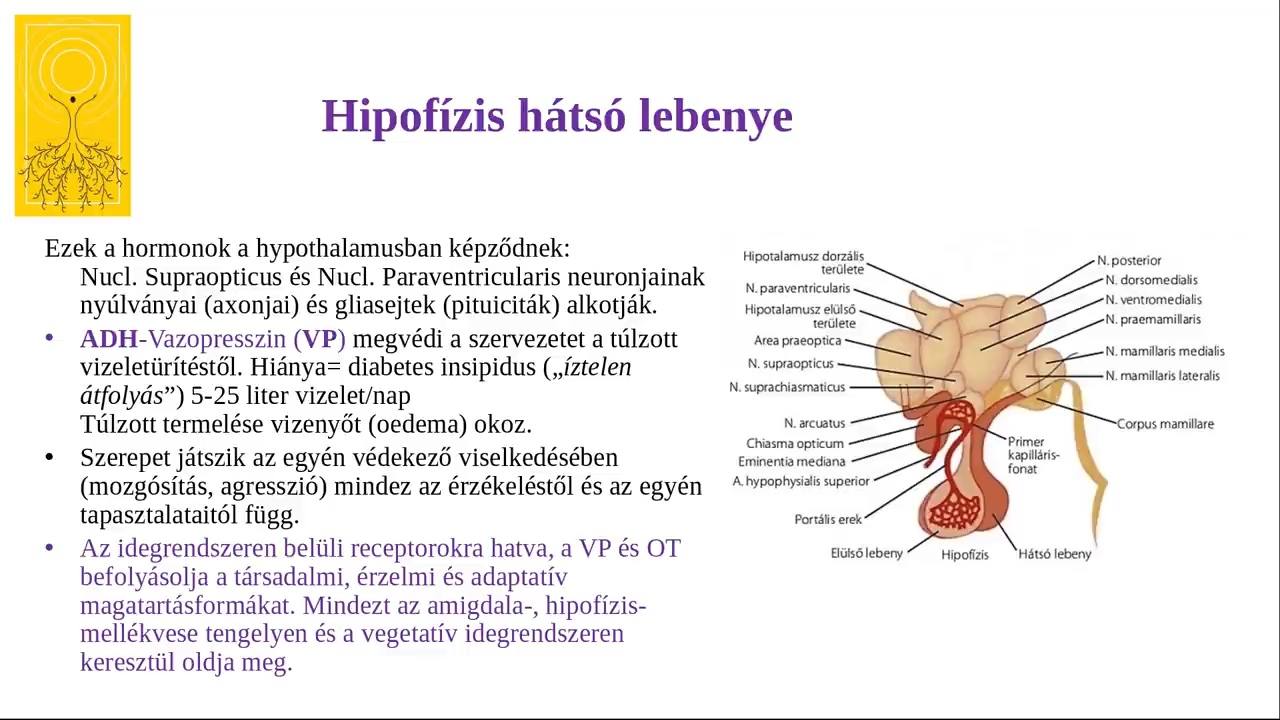 Hipofízis hátsó lebenye
Ezek a hormonok a hypothalamusban képződnek:
Nucl. Supraopticus és Nucl. Paraventricularis neuronjainak
nyúlványai (axonjai) és gliasejtek (pituiciták) alkotják.
• ADH-Vazopresszin (VP) megvédi a szervezetet a túlzott
vizeletürítéstől. Hiánya= diabetes insipidus („íztelen
átfolyás”) 5-25 liter vizelet/nap
Túlzott termelése vizenyőt (oedema) okoz.
• Szerepet játszik az egyén védekező viselkedésében
(mozgósítás, agresszió) mindez az érzékeléstől és az egyén
tapasztalataitól függ.
• Az idegrendszeren belüli receptorokra hatva, a VP és OT
befolyásolja a társadalmi, érzelmi és adaptatív
magatartásformákat. Mindezt az amigdala-, hipofízis-
mellékvese tengelyen és a vegetatív idegrendszeren
keresztül oldja meg.
Hipotalamusz dorzális
területe
N. paraventricularis
Hipotalamusz elülső
területe
Area praeoptica
N. supraopticus
N. suprachiasmaticus
N. arcuatus
Chiasma opticum
Eminentia mediana
A. hypophysialis superior
Portális erek
Elülső lebeny
Hipofízis
Hátsó lebeny
N. posterior
N. dorsomedialis
N. ventromedialis
N. praemamillaris
N. mamillaris medialis
N. mamillaris lateralis
Corpus mamillare
Primer
kapilláris-
fonat